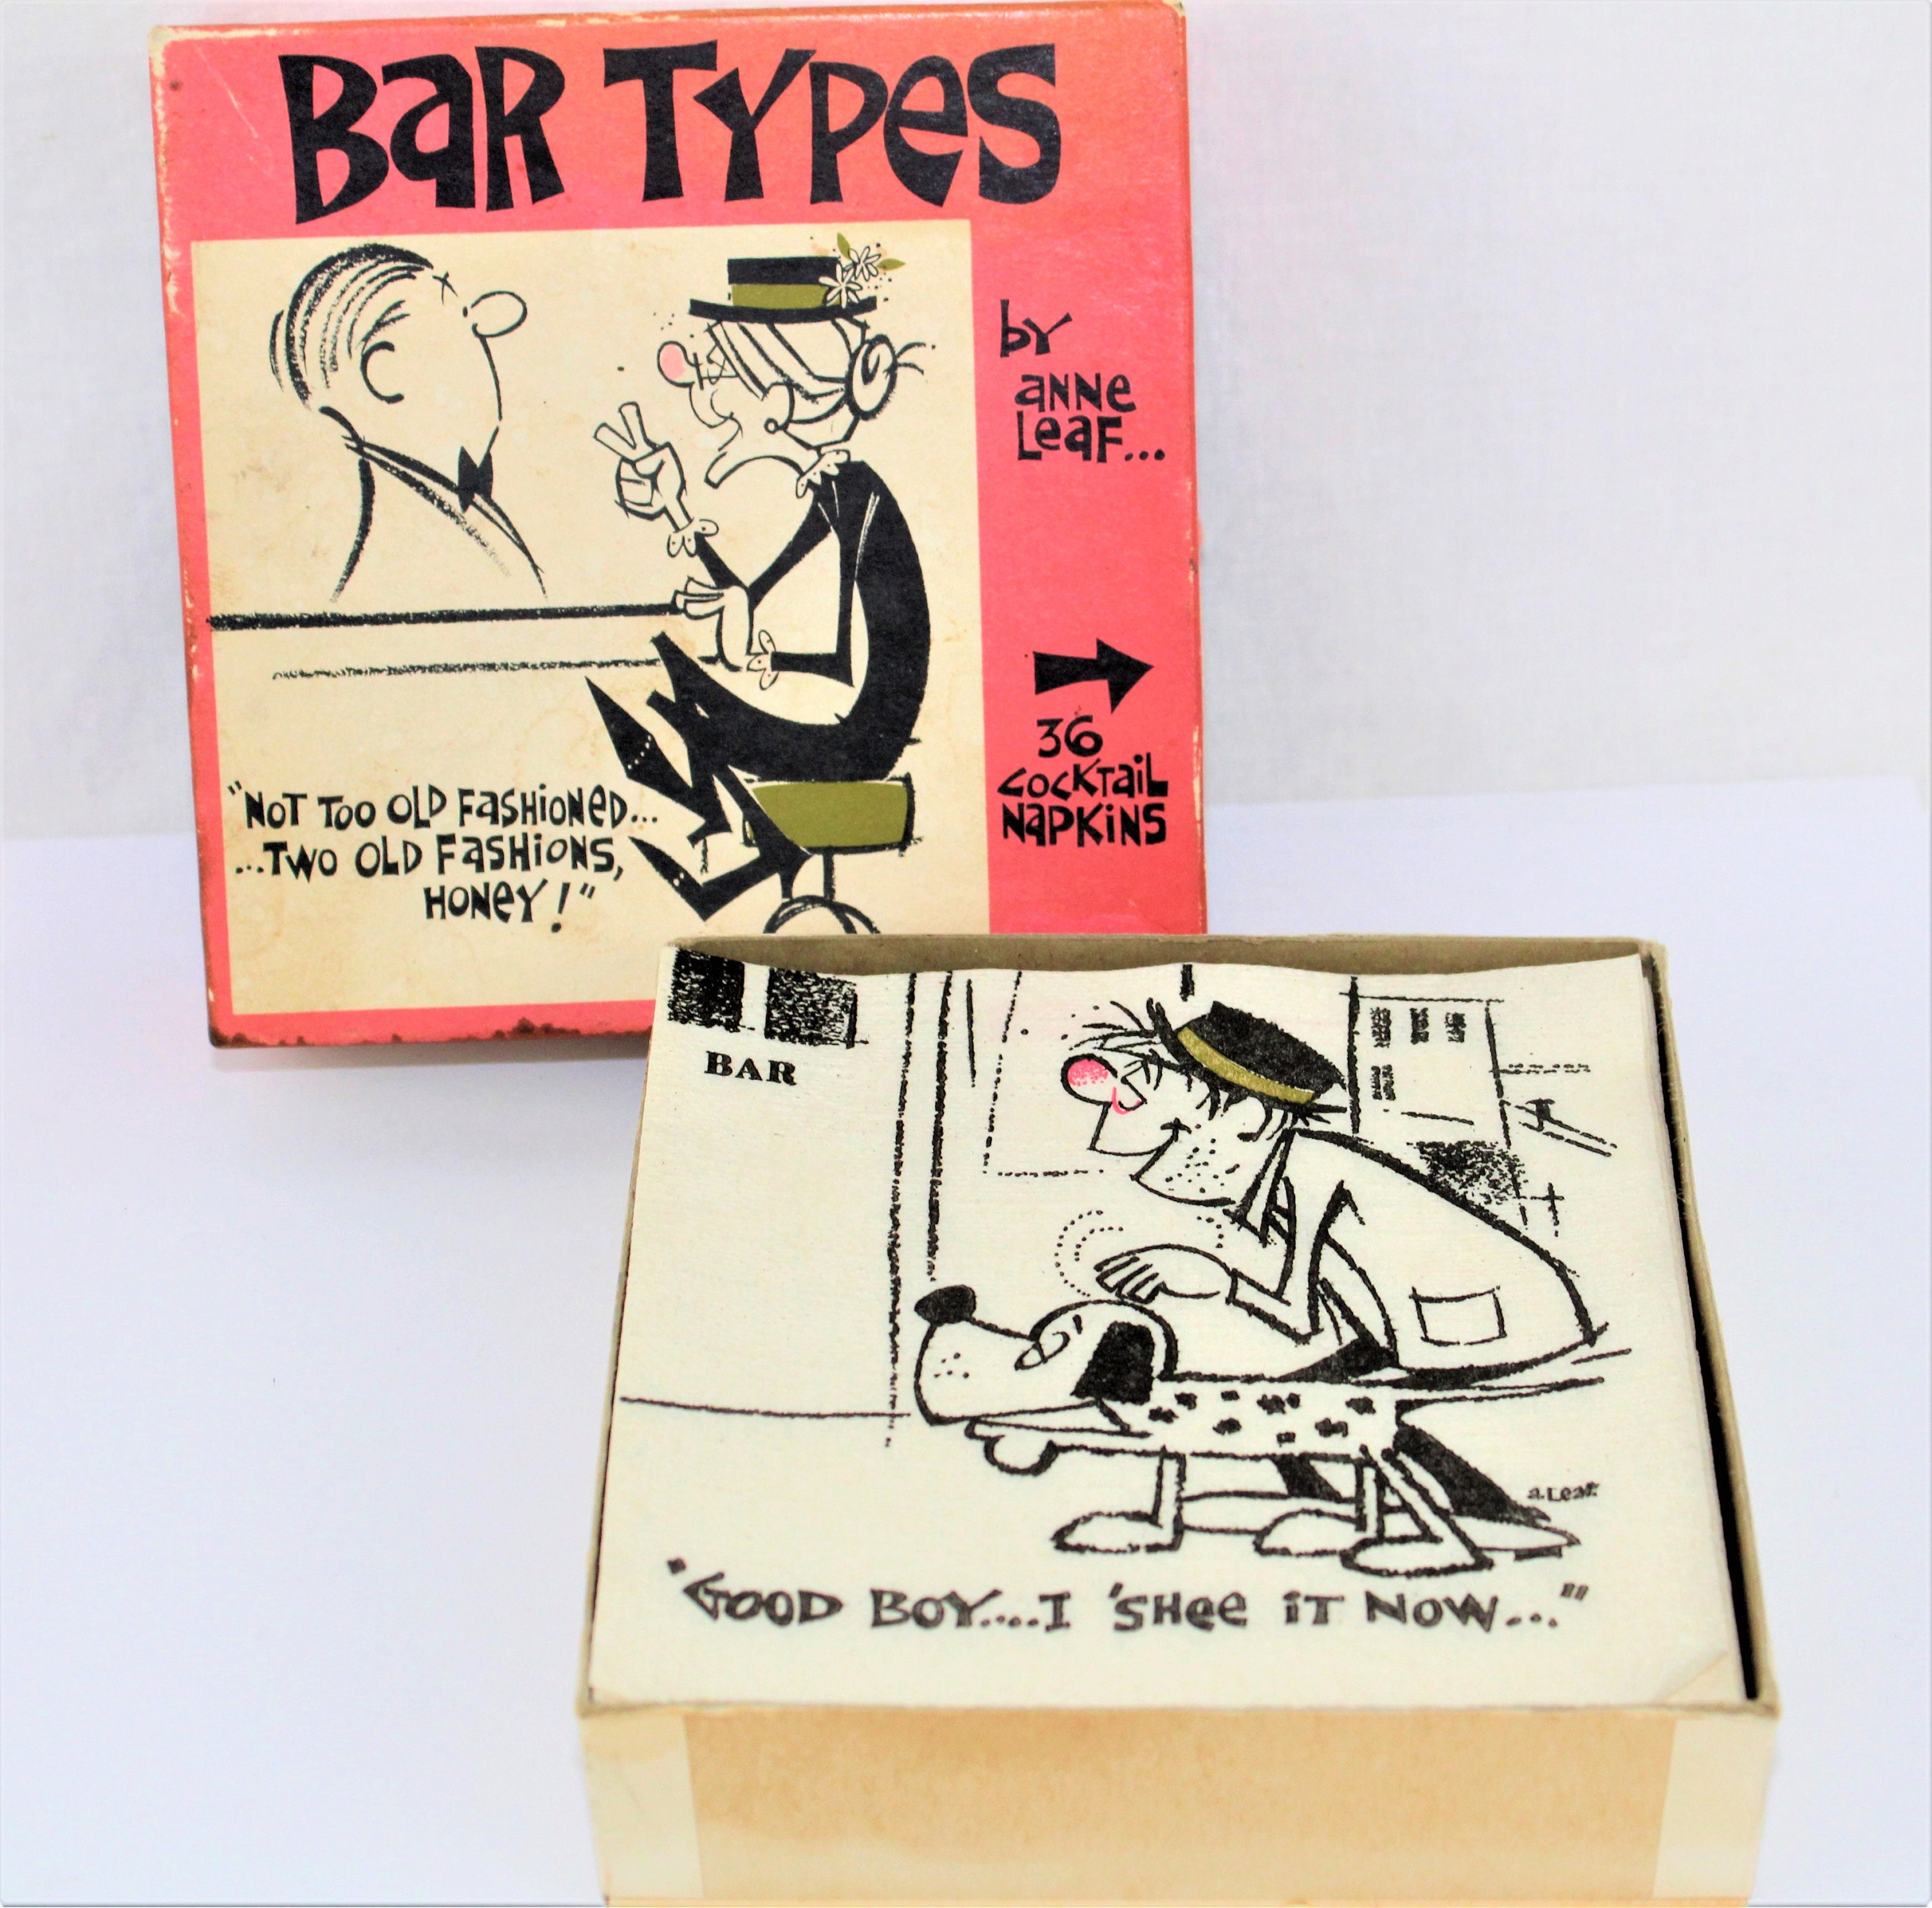 BaR TYPeS
by
aNNe
LeaF...
36
COCKTaiL
NaPKiNS
"NOT TOO OLD FaSHiONeD...
...TWO OLD FaSHiONS,
HONeY!"
BAR
a.Leaf
"GOOD BOY....I 'SHee iT NOW..."